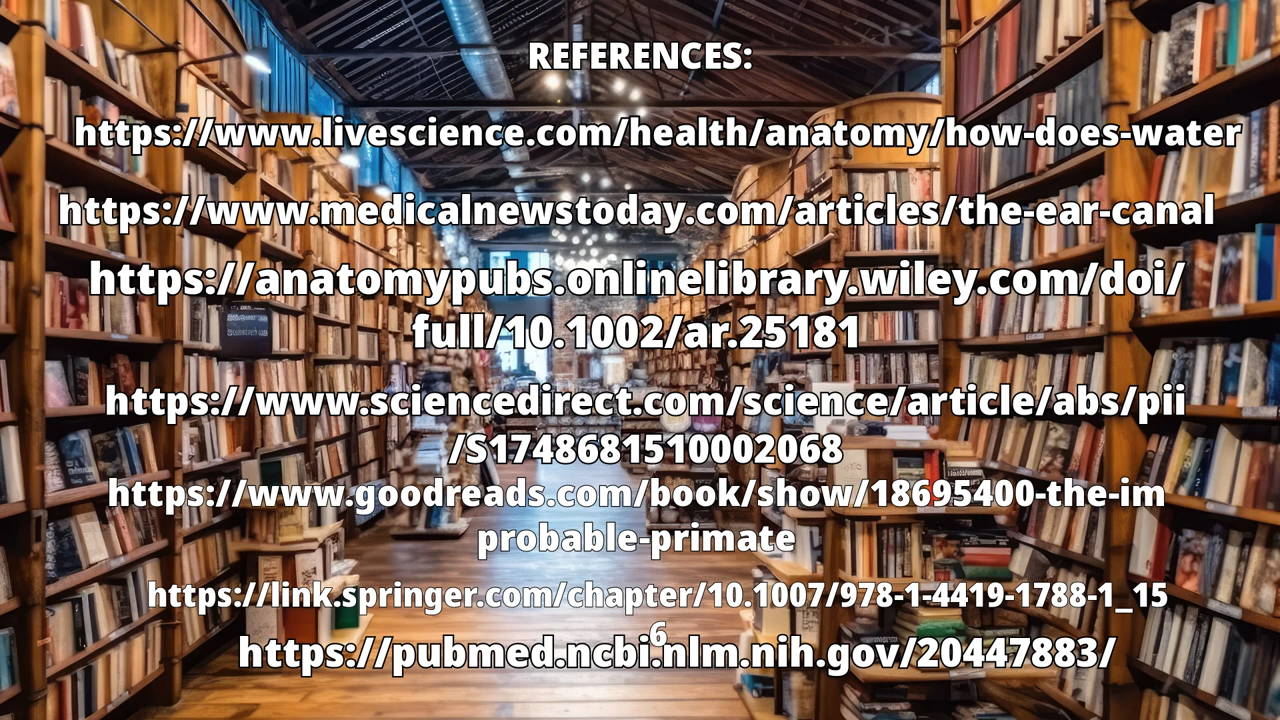 REFERENCES:
https://www.livescience.com/health/anatomy/how-does-water
https://www.medicalnewstoday.com/articles/the-ear-canal
https://anatomypubs.onlinelibrary.wiley.com/doi/
full/10.1002/ar.25181
https://www.sciencedirect.com/science/article/abs/pii
/S1748681510002068
https://www.goodreads.com/book/show/18695400-the-im
probable-primate
https://link.springer.com/chapter/10.1007/978-1-4419-1788-1_15
6
https://pubmed.ncbi.nlm.nih.gov/20447883/